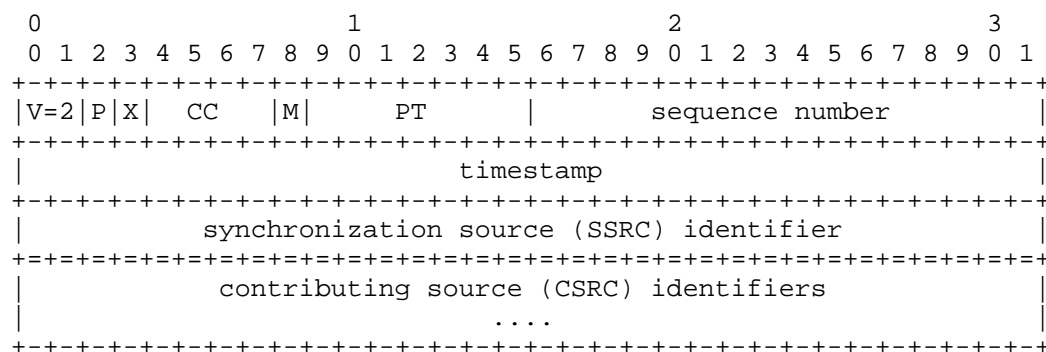 0                   1                   2                   3
 0 1 2 3 4 5 6 7 8 9 0 1 2 3 4 5 6 7 8 9 0 1 2 3 4 5 6 7 8 9 0 1
+-+-+-+-+-+-+-+-+-+-+-+-+-+-+-+-+-+-+-+-+-+-+-+-+-+-+-+-+-+-+-+-+
|V=2|P|X|  CC   |M|     PT      |       sequence number         |
+-+-+-+-+-+-+-+-+-+-+-+-+-+-+-+-+-+-+-+-+-+-+-+-+-+-+-+-+-+-+-+-+
|                           timestamp                           |
+-+-+-+-+-+-+-+-+-+-+-+-+-+-+-+-+-+-+-+-+-+-+-+-+-+-+-+-+-+-+-+-+
|           synchronization source (SSRC) identifier            |
+=+=+=+=+=+=+=+=+=+=+=+=+=+=+=+=+=+=+=+=+=+=+=+=+=+=+=+=+=+=+=+=+
|            contributing source (CSRC) identifiers             |
|                             ....                              |
+-+-+-+-+-+-+-+-+-+-+-+-+-+-+-+-+-+-+-+-+-+-+-+-+-+-+-+-+-+-+-+-+